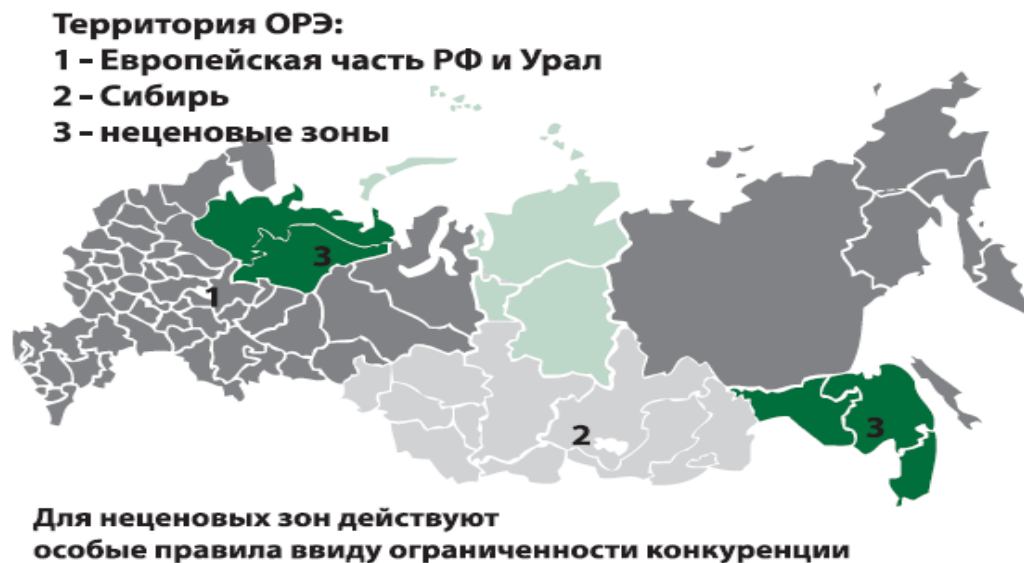 Территория ОРЭ:
1 – Европейская часть РФ и Урал
2 – Сибирь
3 – неценовые зоны
3
1
3
2
Для неценовых зон действуют
особые правила ввиду ограниченности конкуренции